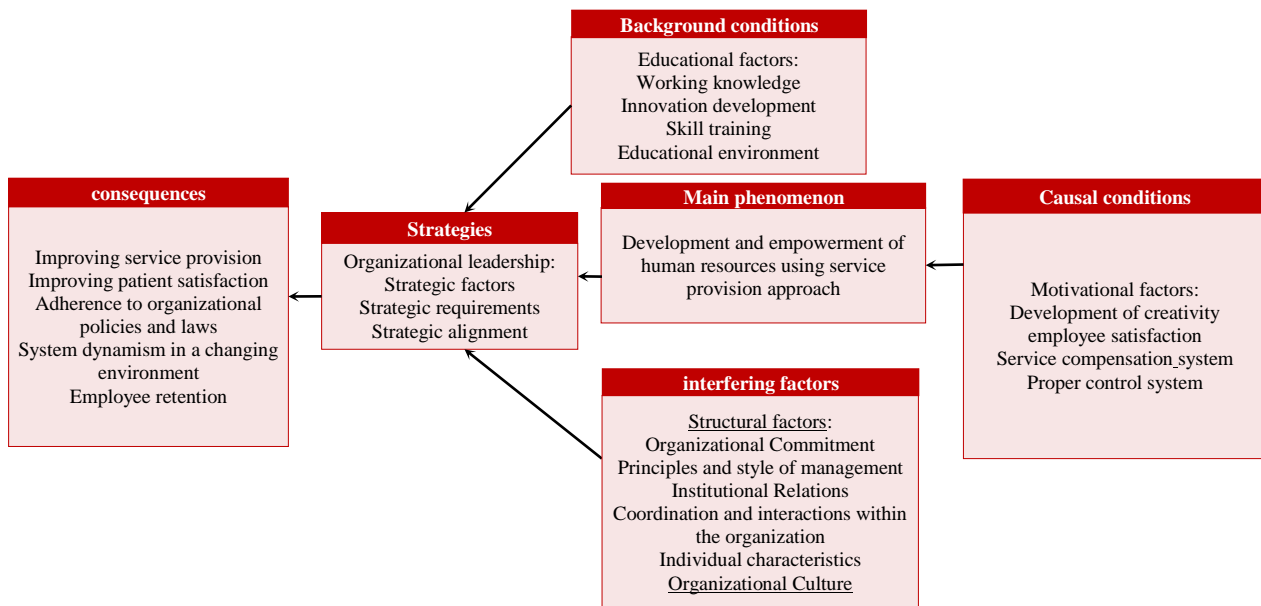 Background conditions
Educational factors:
Working knowledge
Innovation development
Skill training
Educational environment
consequences
Improving service provision
Improving patient satisfaction
Adherence to organizational
policies and laws
System dynamism in a changing
environment
Employee retention
Strategies
Organizational leadership:
Strategic factors
Strategic requirements
Strategic alignment
Main phenomenon
Development and empowerment of
human resources using service
provision approach
Causal conditions
Motivational factors:
Development of creativity
employee satisfaction
Service compensation system
Proper control system
interfering factors
Structural factors:
Organizational Commitment
Principles and style of management
Institutional Relations
Coordination and interactions within
the organization
Individual characteristics
Organizational Culture